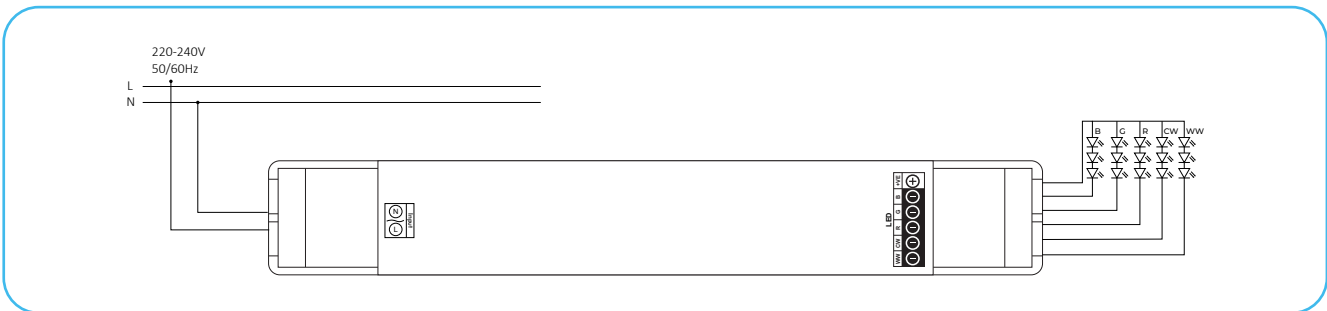 220-240V
50/60Hz
L
N
B G R CW WW
N
L
Input
LED
+VE
B
G
R
CW
WW